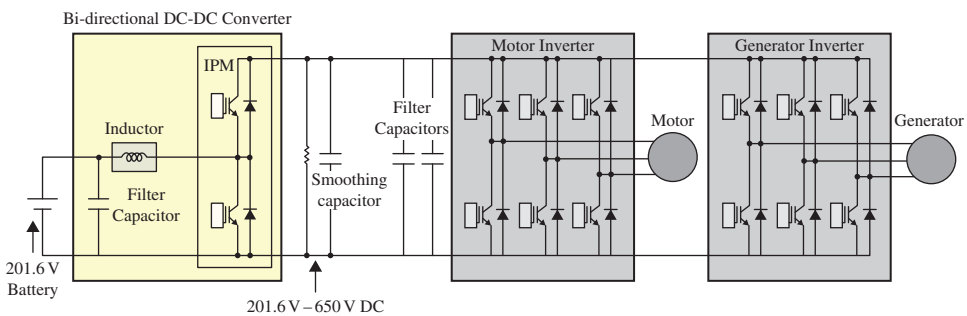 Bi-directional DC-DC Converter
IPM
Inductor
Filter
Capacitor
201.6 V
Battery
Smoothing
capacitor
201.6 V – 650 V DC
Filter
Capacitors
Motor Inverter
Motor
Generator Inverter
Generator